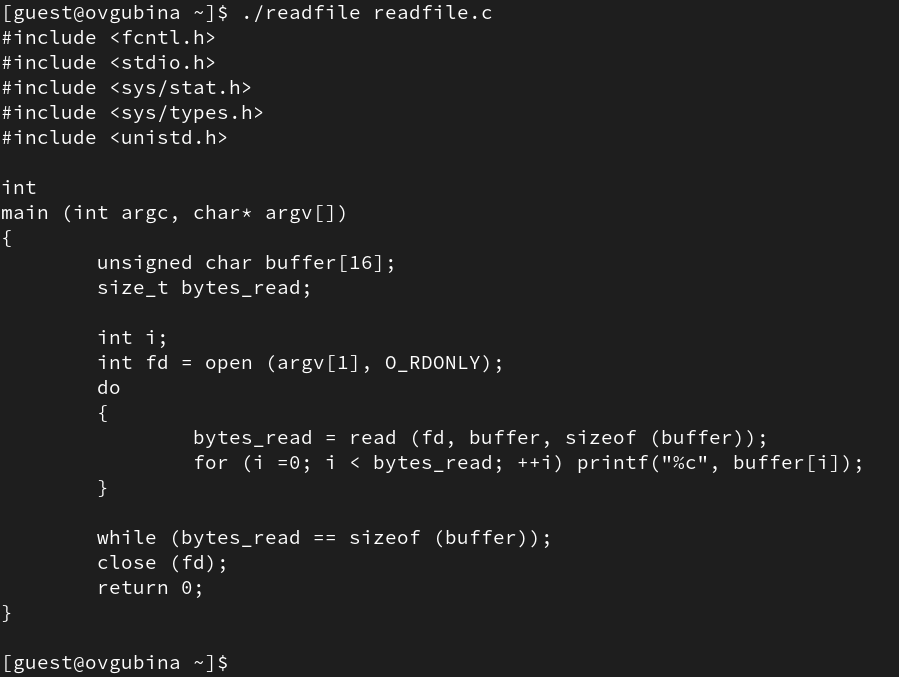 [guest@ovgubina ~]$ ./readfile readfile.c
#include <fcntl.h>
#include <stdio.h>
#include <sys/stat.h>
#include <sys/types.h>
#include <unistd.h>

int
main (int argc, char* argv[])
{
        unsigned char buffer[16];
        size_t bytes_read;

        int i;
        int fd = open (argv[1], O_RDONLY);
        do
        {
                bytes_read = read (fd, buffer, sizeof (buffer));
                for (i =0; i < bytes_read; ++i) printf("%c", buffer[i]);
        }

        while (bytes_read == sizeof (buffer));
        close (fd);
        return 0;
}

[guest@ovgubina ~]$